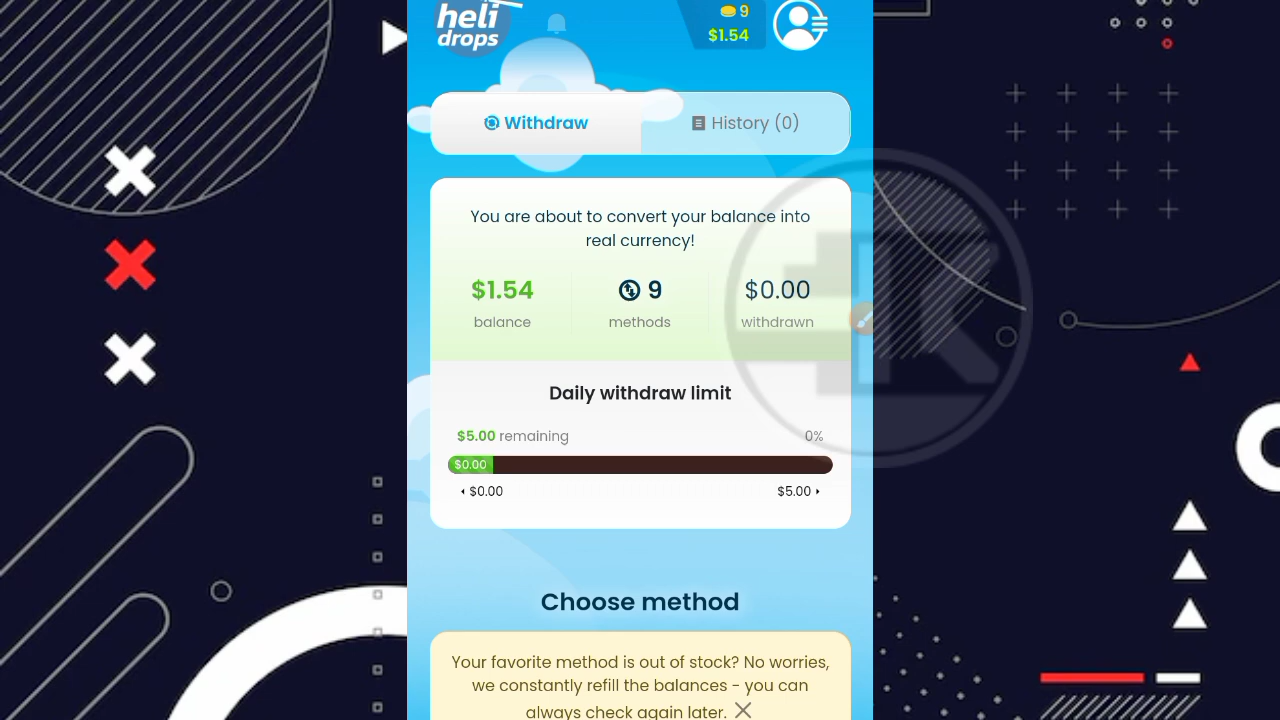 heli
drops
9
$1.54
Withdraw
History (0)
You are about to convert your balance into
real currency!
$1.54
9
$0.00
balance
methods
withdrawn
Daily withdraw limit
$5.00 remaining
0%
$0.00
$0.00
$5.00
Choose method
Your favorite method is out of stock? No worries,
we constantly refill the balances - you can
always check again later.